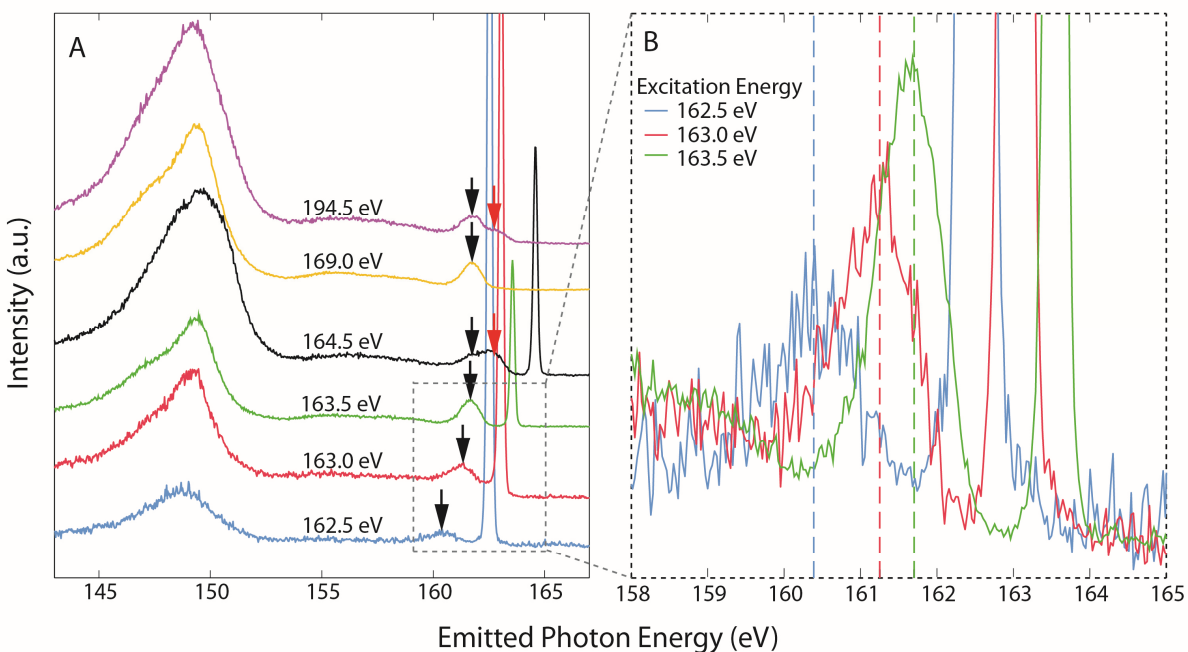 A
B
Excitation Energy
162.5 eV
163.0 eV
163.5 eV
194.5 eV
169.0 eV
164.5 eV
163.5 eV
163.0 eV
162.5 eV
Intensity (a.u.)
145 150 155 160 165
158 159 160 161 162 163 164 165
Emitted Photon Energy (eV)